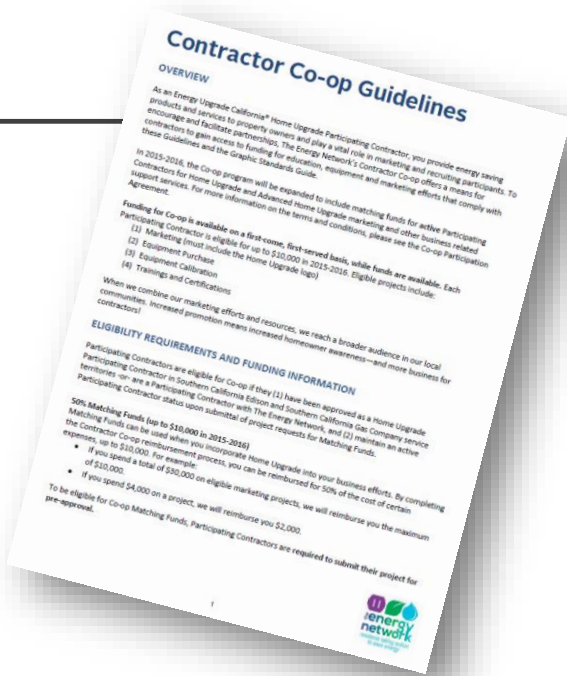 Contractor Co-op Guidelines
OVERVIEW
As an Energy Upgrade California® Home Upgrade Participating Contractor, you provide energy saving
products and services to property owners and play a vital role in marketing and recruiting participants. To
encourage and facilitate partnerships, The Energy Network's Contractor Co-op offers a means for
contractors to gain access to funding for education, equipment and marketing efforts that comply with
these Guidelines and the Graphic Standards Guide.
In 2015-2016, the Co-op program will be expanded to include matching funds for active Participating
Contractors for Home Upgrade and Advanced Home Upgrade marketing and other business related
support services. For more information on the terms and conditions, please see the Co-op Participation
Agreement.
Funding for Co-op is available on a first-come, first-served basis, while funds are available. Each
Participating Contractor is eligible for up to $10,000 in 2015-2016. Eligible projects include:
(1) Marketing (must include the Home Upgrade logo)
(2) Equipment Purchase
(3) Equipment Calibration
(4) Trainings and Certifications
When we combine our marketing efforts and resources, we reach a broader audience in our local
communities. Increased promotion means increased homeowner awareness—and more business for
contractors!
ELIGIBILITY REQUIREMENTS AND FUNDING INFORMATION
Participating Contractors are eligible for Co-op if they (1) have been approved as a Home Upgrade
Participating Contractor in Southern California Edison and Southern California Gas Company service
territories -or- are a Participating Contractor with The Energy Network, and (2) maintain an active
Participating Contractor status upon submittal of project requests for Matching Funds.
50% Matching Funds (up to $10,000 in 2015-2016)
Matching Funds can be used when you incorporate Home Upgrade into your business efforts. By completing
the Contractor Co-op reimbursement process, you can be reimbursed for 50% of the cost of certain
expenses, up to $10,000. For example:
• If you spend a total of $50,000 on eligible marketing projects, we will reimburse you the maximum
of $10,000.
• If you spend $4,000 on a project, we will reimburse you $2,000.
To be eligible for Co-op Matching Funds, Participating Contractors are required to submit their project for
pre-approval.
1
the energy
network